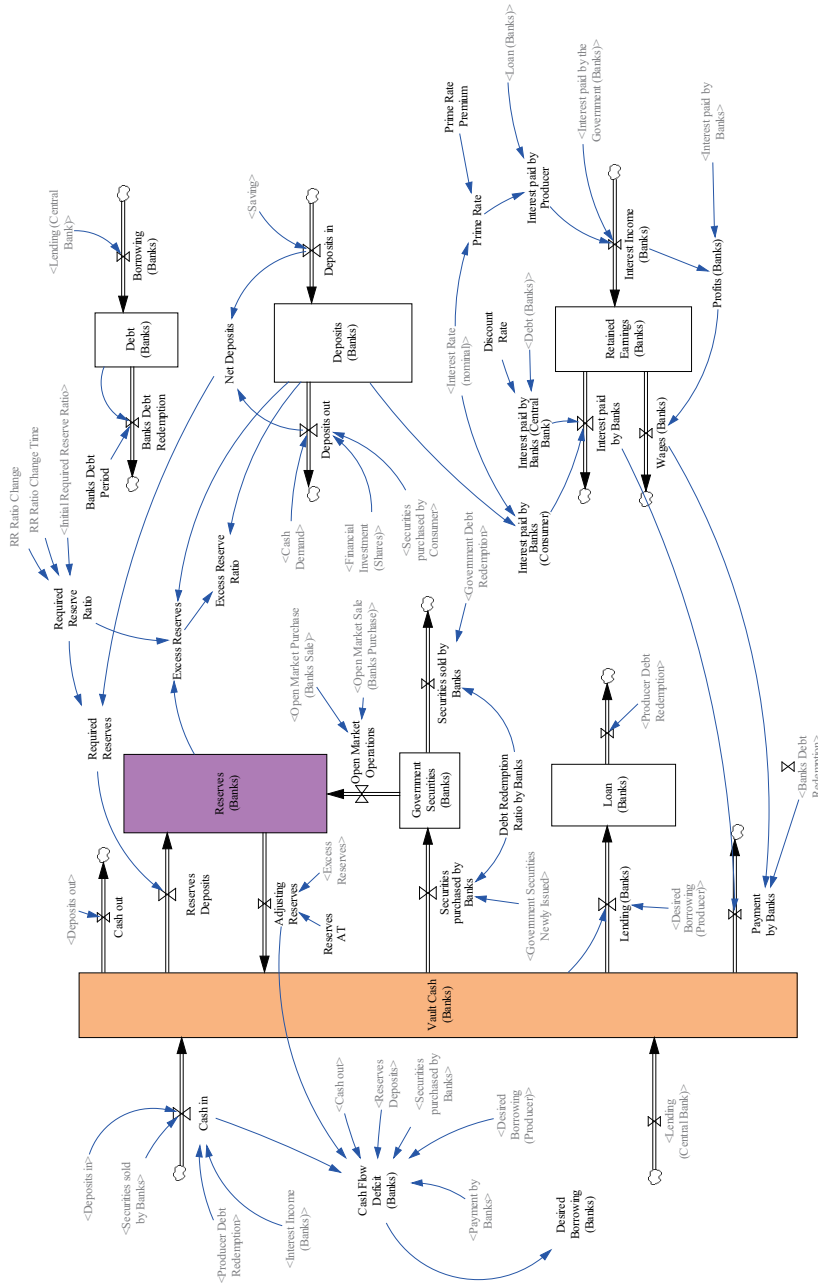 RR Ratio Change
RR Ratio Change Time
<Initial Required Reserve Ratio>
<Lending (Central
Bank)>
Borrowing
(Banks)
Debt
(Banks)
Banks Debt
Redemption
Banks Debt
Period
Required
Reserve
Ratio
Required
Reserves
<Deposits out>
Cash out
<Deposits in>
<Securities sold
by Banks>
Cash in
<Producer Debt
Redemption>
<Interest Income
(Banks)>
Reserves
Deposits
Reserves
(Banks)
Excess Reserves
Excess Reserve
Ratio
Net Deposits
<Saving>
Deposits in
Deposits
(Banks)
Deposits out
<Cash
Demand>
<Financial
Investment
(Shares)>
<Securities
purchased by
Consumer>
<Open Market Purchase
(Banks Sale)>
<Open Market Sale
(Banks Purchase)>
Open Market
Operations
Adjusting
Reserves
<Excess
Reserves>
Reserves
AT
Vault Cash
(Banks)
<Cash out>
<Reserves
Deposits>
<Securities
purchased by
Banks>
<Desired
Borrowing
(Producer)>
Cash Flow
Deficit
(Banks)
<Payment by
Banks>
Desired
Borrowing
(Banks)
<Government Debt
Redemption>
Securities sold by
Banks
Government
Securities
(Banks)
Securities
purchased by
Banks
Debt Redemption
Ratio by Banks
<Government Securities
Newly Issued>
Prime Rate
Premium
<Loan (Banks)>
Prime Rate
Interest paid by
Producer
<Interest Rate
(nominal)>
<Interest paid by the
Government (Banks)>
Discount
Rate
<Debt (Banks)>
Interest paid by
Banks (Central
Bank)
Interest paid by
Banks
(Consumer)
Interest Income
(Banks)
Retained
Earnings
(Banks)
Interest paid
by Banks
Wages (Banks)
Profits (Banks)
<Interest paid by
Banks>
<Producer Debt
Redemption>
Loan
(Banks)
Lending (Banks)
<Desired
Borrowing
(Producer)>
<Lending
(Central Bank)>
Payment
by Banks
<Banks Debt
Redemption>